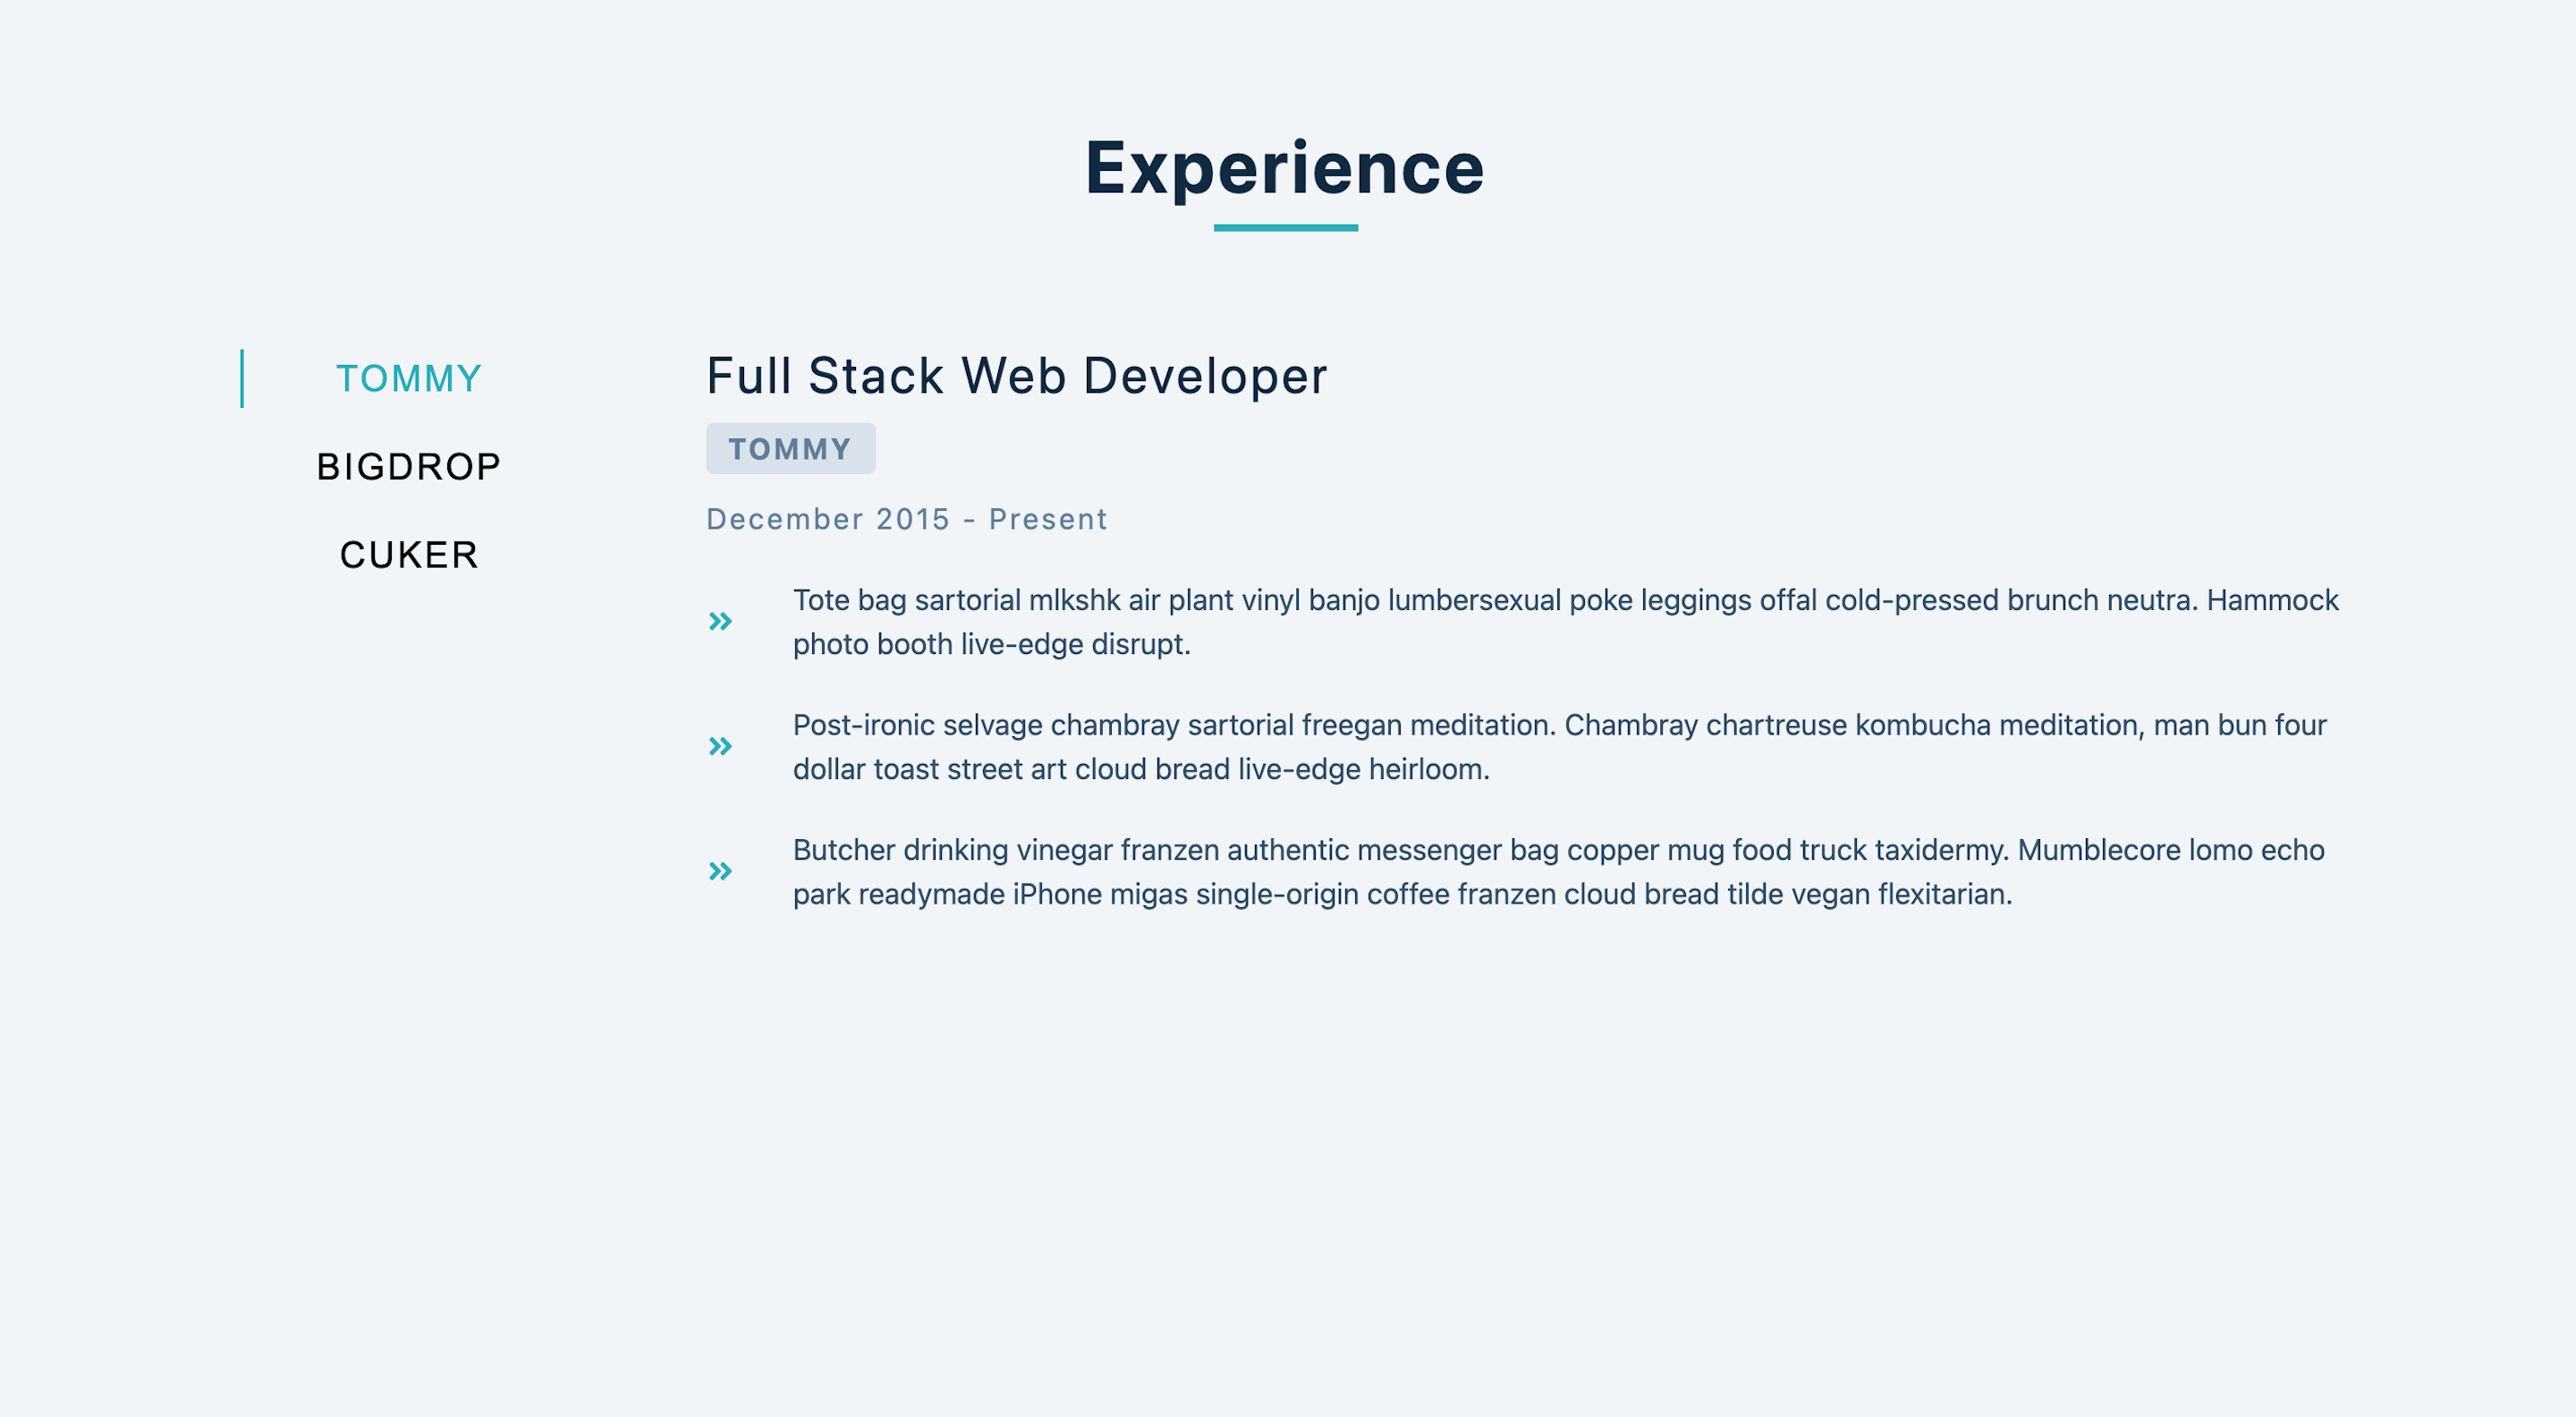 Experience
TOMMY
BIGDROP
CUKER
Full Stack Web Developer
TOMMY
December 2015 - Present
Tote bag sartorial mlkshk air plant vinyl banjo lumbersexual poke leggings offal cold-pressed brunch neutra. Hammock
photo booth live-edge disrupt.
Post-ironic selvage chambray sartorial freegan meditation. Chambray chartreuse kombucha meditation, man bun four
dollar toast street art cloud bread live-edge heirloom.
Butcher drinking vinegar franzen authentic messenger bag copper mug food truck taxidermy. Mumblecore lomo echo
park readymade iPhone migas single-origin coffee franzen cloud bread tilde vegan flexitarian.